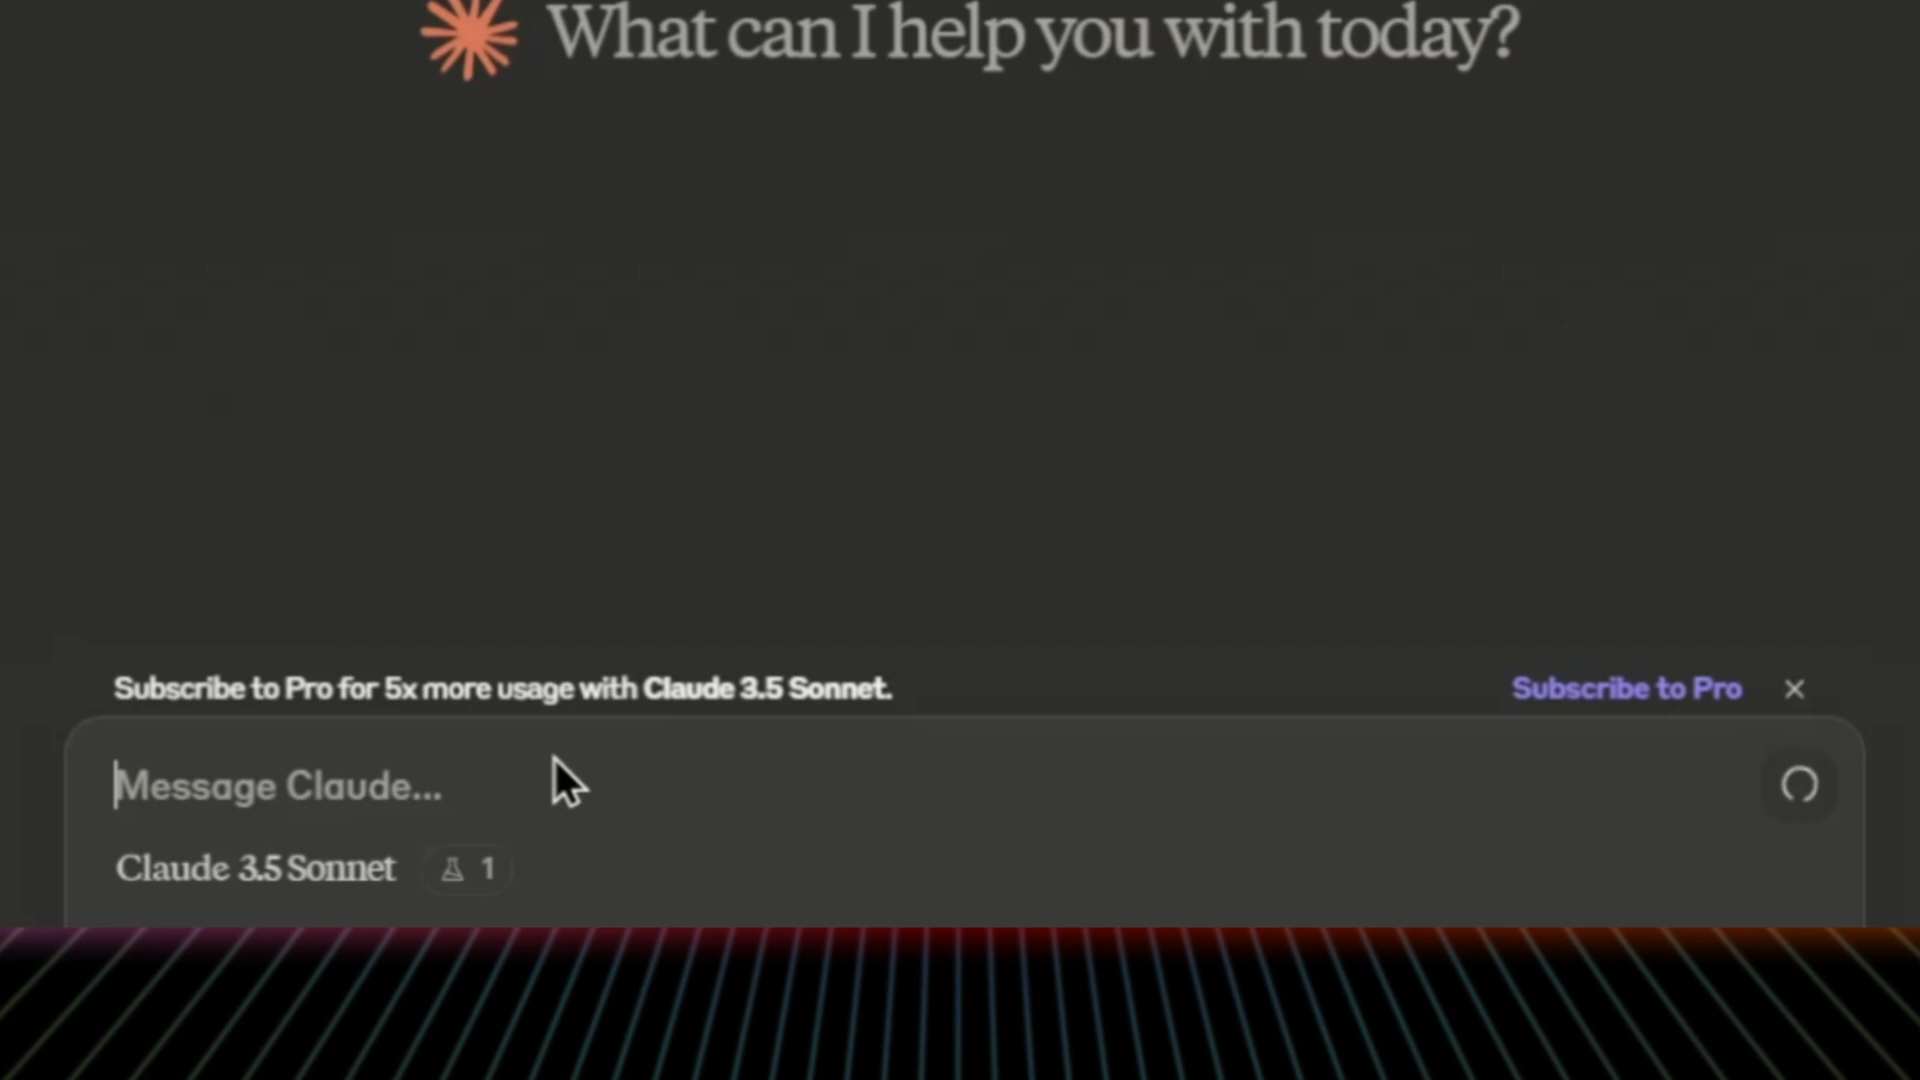 What can I help you with today?
Subscribe to Pro for 5x more usage with Claude 3.5 Sonnet.
Subscribe to Pro
Message Claude...
Claude 3.5 Sonnet
1